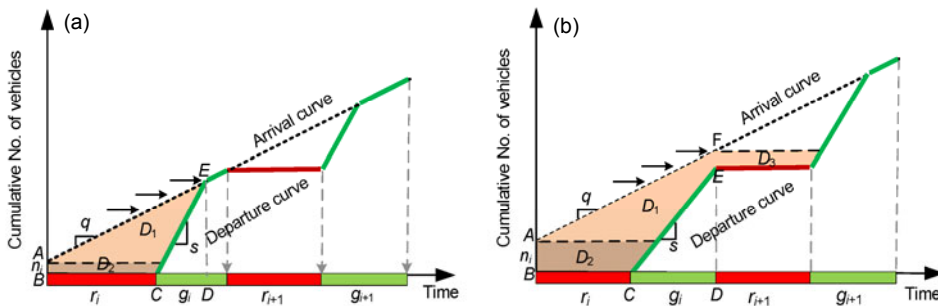 (a)
Cumulative No. of vehicles
Arrival curve
Departure curve
E
q
s
D1
A
ni
D2
B
C
gi
D
Time
ri
ri+1
gi+1
(b)
Cumulative No. of vehicles
Arrival curve
Departure curve
F
D3
E
q
s
D1
A
ni
D2
B
C
gi
D
Time
ri
ri+1
gi+1